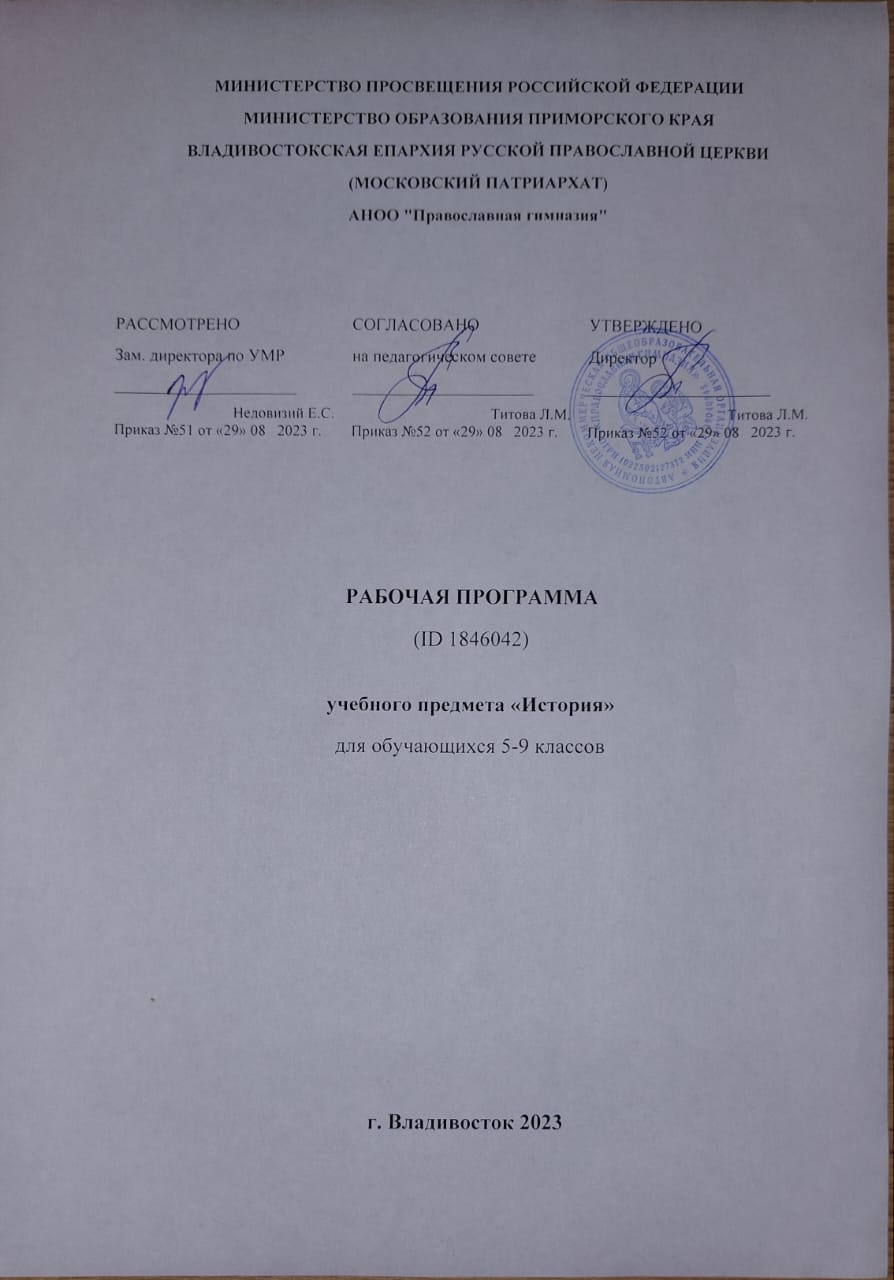 МИНИСТЕРСТВО ПРОСВЕЩЕНИЯ РОССИЙСКОЙ ФЕДЕРАЦИИ
МИНИСТЕРСТВО ОБРАЗОВАНИЯ ПРИМОРСКОГО КРАЯ
ВЛАДИВОСТОКСКАЯ ЕПАРХИЯ РУССКОЙ ПРАВОСЛАВНОЙ ЦЕРКВИ
(МОСКОВСКИЙ ПАТРИАРХАТ)
АНОО "Православная гимназия"
РАССМОТРЕНО
Зам. директора по УМР
Недовизий Е.С.
Приказ №51 от «29» 08 2023 г.
СОГЛАСОВАНО
на педагогическом совете
Титова Л.М.
Приказ №52 от «29» 08 2023 г.
УТВЕРЖДЕНО
Директор
Титова Л.М.
Приказ №52 от «29» 08 2023 г.
РАБОЧАЯ ПРОГРАММА
(ID 1846042)
учебного предмета «История»
для обучающихся 5-9 классов
г. Владивосток 2023